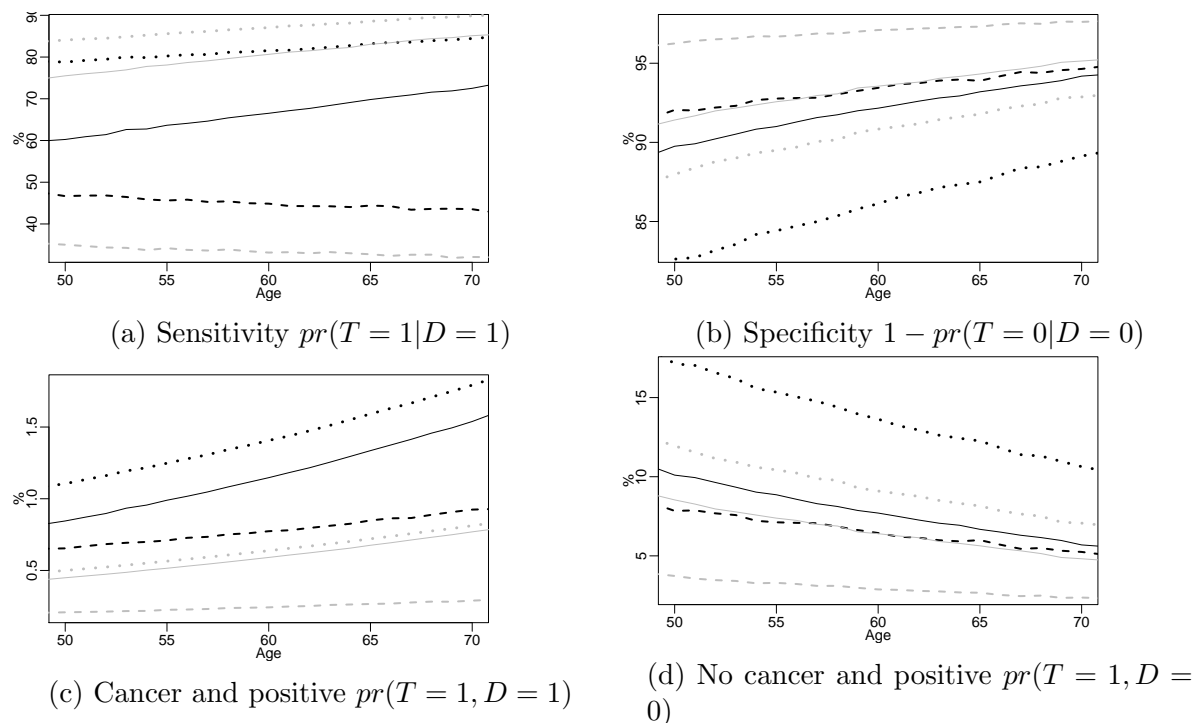 90
80
70
60
50
40
%
50 55 60 65 70
Age
(a) Sensitivity pr(T = 1|D = 1)
95
90
85
%
50 55 60 65 70
Age
(b) Specificity 1 − pr(T = 0|D = 0)
1.5
1.0
0.5
%
50 55 60 65 70
Age
(c) Cancer and positive pr(T = 1, D = 1)
15
10
5
%
50 55 60 65 70
Age
(d) No cancer and positive pr(T = 1, D =
0)